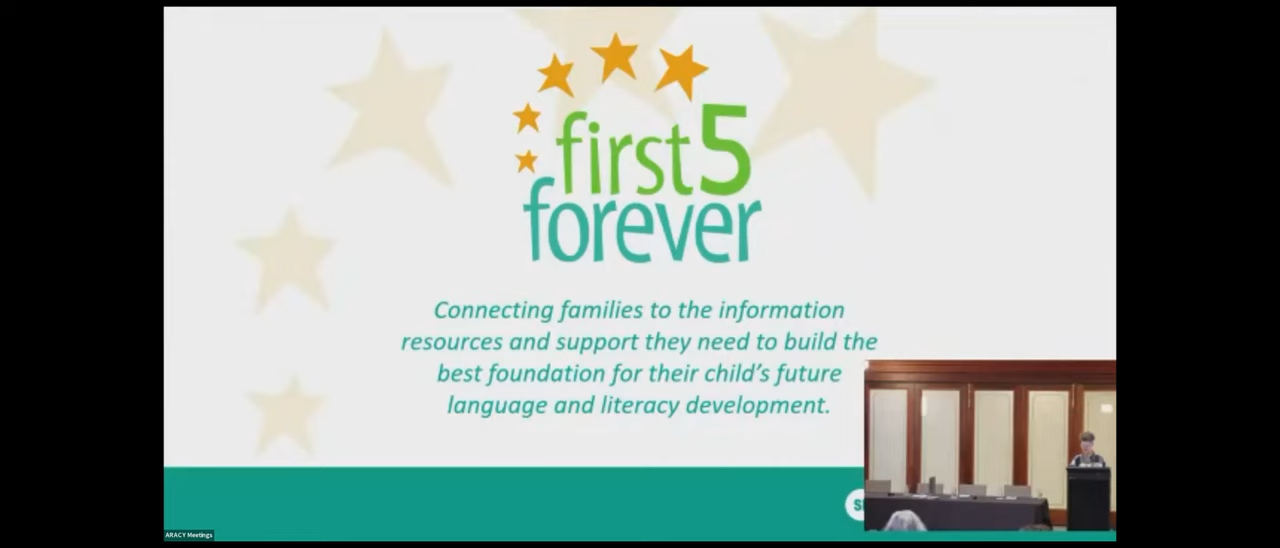 first5
forever
Connecting families to the information
resources and support they need to build the
best foundation for their child's future
language and literacy development.
ARACY Meetings